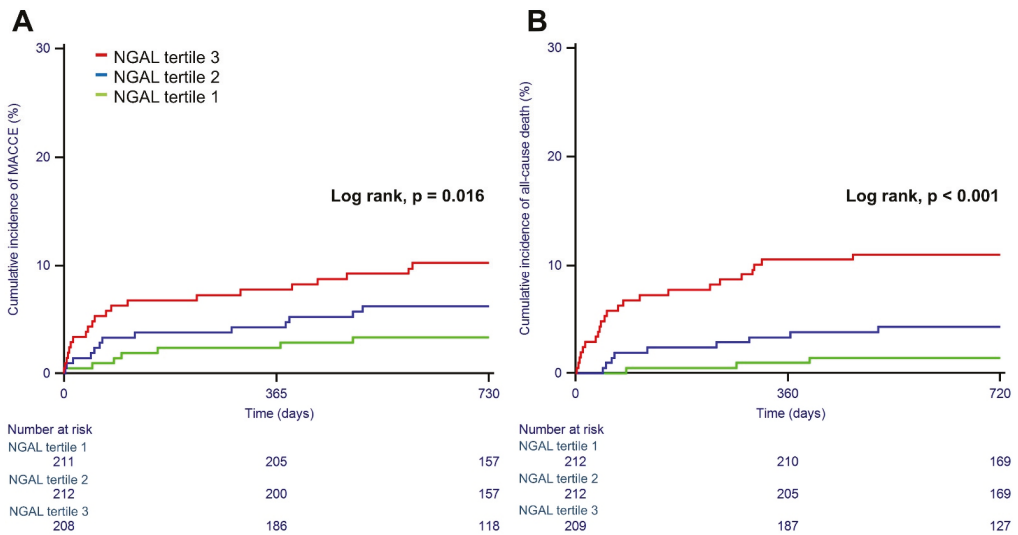 A
Cumulative incidence of MACCE (%)
30
20
10
0
NGAL tertile 3
NGAL tertile 2
NGAL tertile 1
Log rank, p = 0.016
0 365 730
Time (days)
Number at risk
NGAL tertile 1
211 205 157
NGAL tertile 2
212 200 157
NGAL tertile 3
208 186 118
B
Cumulative incidence of all-cause death (%)
30
20
10
0
Log rank, p < 0.001
0 360 720
Time (days)
Number at risk
NGAL tertile 1
212 210 169
NGAL tertile 2
212 205 169
NGAL tertile 3
209 187 127